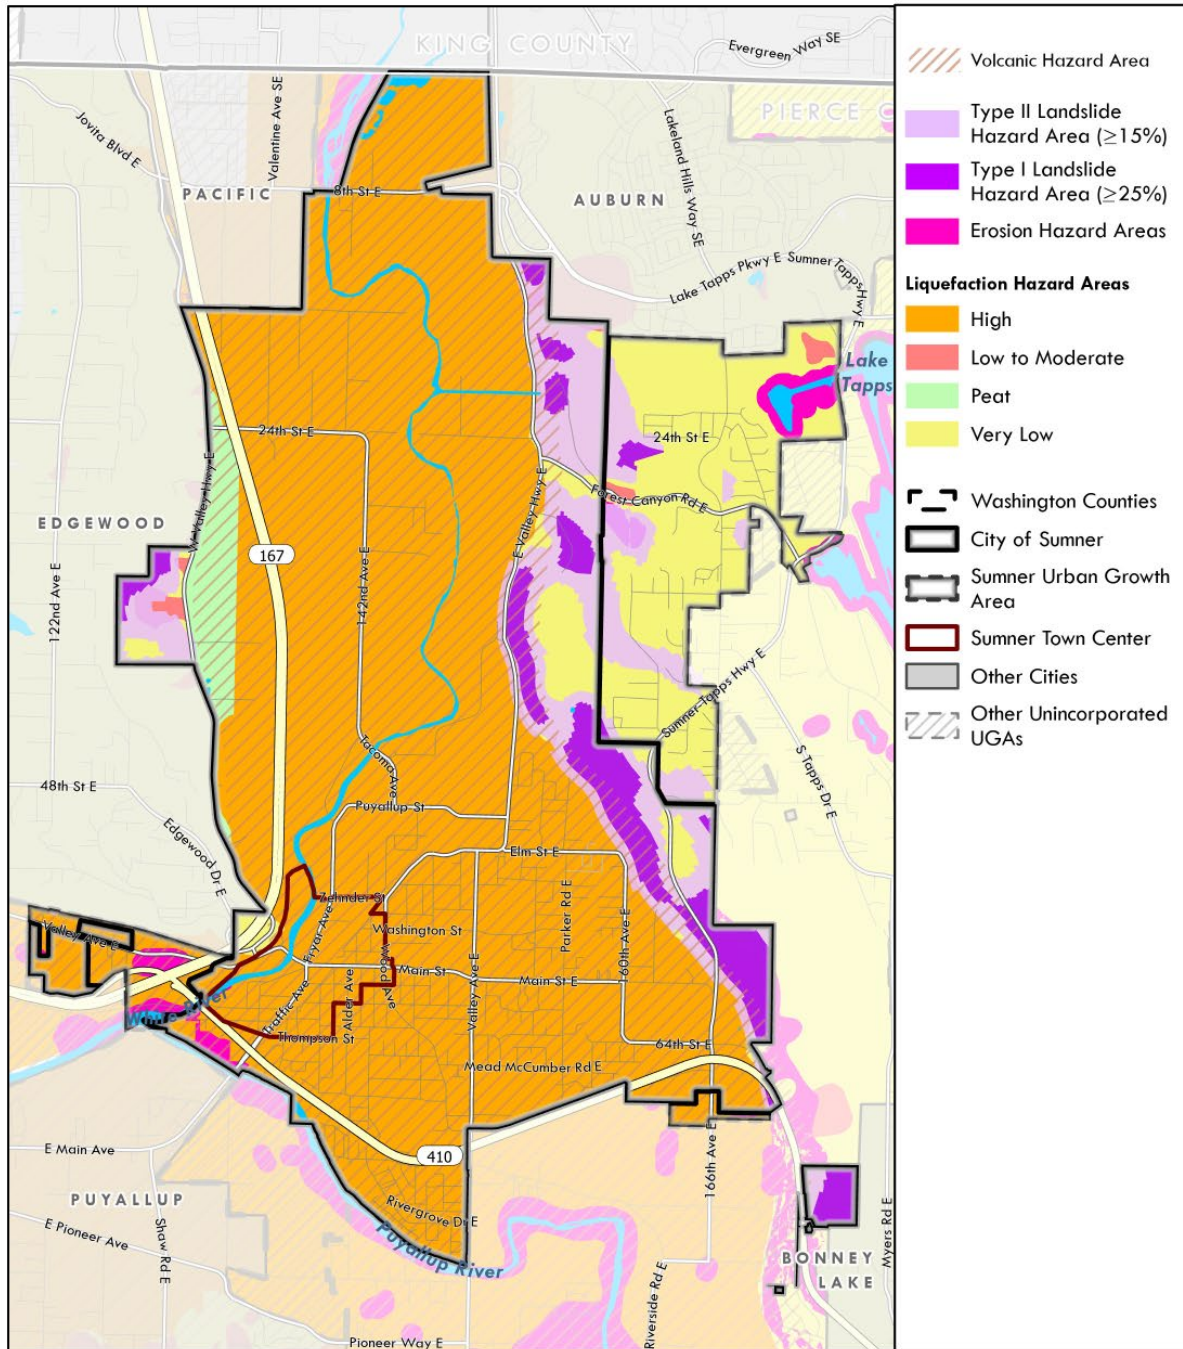 KING COUNTY
Evergreen Way SE
PIERCE C
Jovita Blvd E
Valentine Ave SE
Lakeland Hills Way SE
PACIFIC
8th St E
AUBURN
Lake Tapps Pkwy E
Sumner Tapps Hwy E
Lake
Tapps
24th St E
24th St E
W Valley Hwy E
E Valley Hwy E
Forest Canyon Rd E
EDGEWOOD
167
122nd Ave E
142nd Ave E
Sumner-Tapps Hwy E
S Tapps Dr E
Tacoma Ave
48th St E
Puyallup St
Edgewood Dr E
Elm St E
Zehnder St
Parker Rd E
160th Ave E
Valley Ave E
Fryar Ave
Washington St
Wood Ave
Main St
Main St E
Alder Ave
Valley Ave E
White River
Traffic Ave
Thompson St
64th St E
Mead McCumber Rd E
E Main Ave
410
166th Ave E
PUYALLUP
Rivergrove Dr E
E Pioneer Ave
Shaw Rd E
Puyallup River
Myers Rd E
BONNEY
LAKE
Riverside Rd E
Pioneer Way E
Volcanic Hazard Area
Type II Landslide
Hazard Area (≥15%)
Type I Landslide
Hazard Area (≥25%)
Erosion Hazard Areas
Liquefaction Hazard Areas
High
Low to Moderate
Peat
Very Low
Washington Counties
City of Sumner
Sumner Urban Growth
Area
Sumner Town Center
Other Cities
Other Unincorporated
UGAs